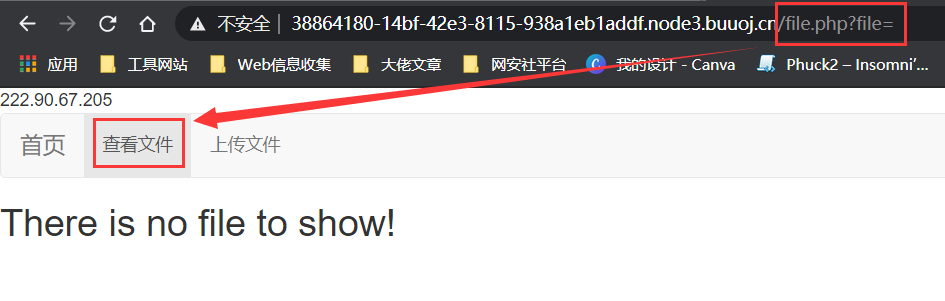 不安全 | 38864180-14bf-42e3-8115-938a1eb1addf.node3.buuoj.cn/file.php?file=
应用 工具网站 Web信息收集 大佬文章 网安社平台 我的设计 - Canva Phuck2 – Insomni'...
222.90.67.205
首页 查看文件 上传文件
There is no file to show!